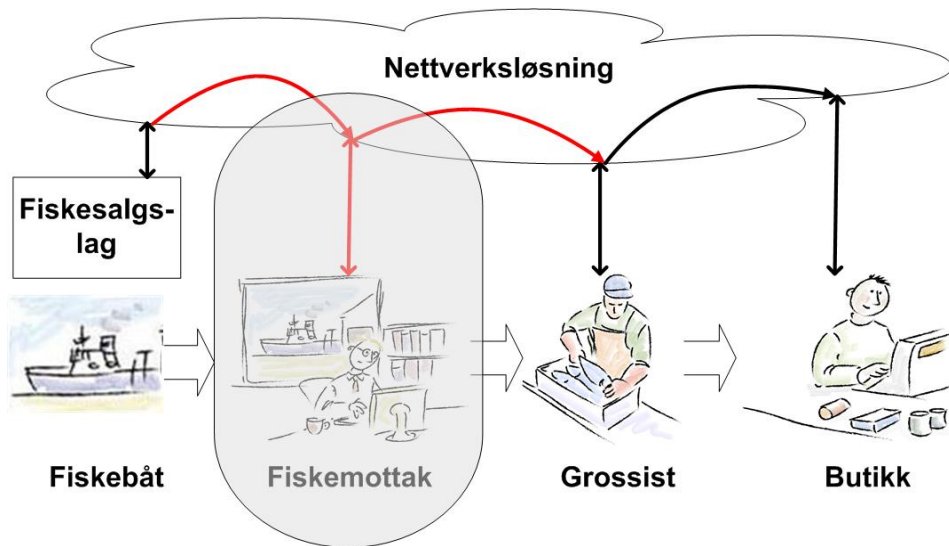 Nettverksløsning
Fiskesalgs-
lag
Fiskebåt
Fiskemottak
Grossist
Butikk